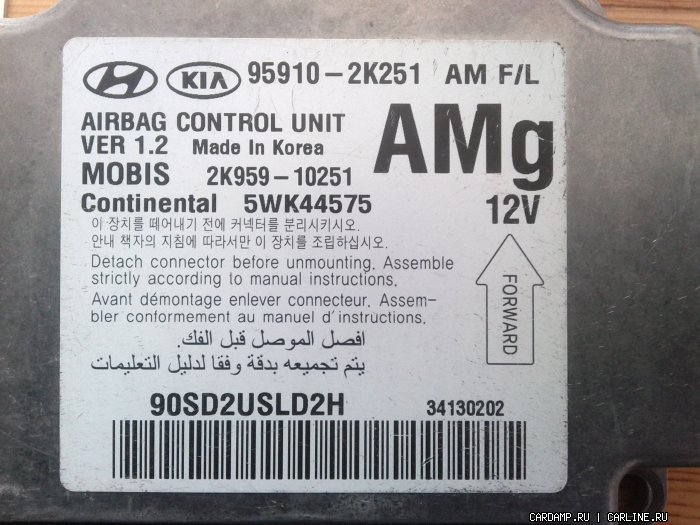 KIA 95910-2K251 AM F/L
AIRBAG CONTROL UNIT
VER 1.2 Made In Korea
AMg
MOBIS 2K959-10251
Continental 5WK44575
12V
이 장치를 떼어내기 전에 커넥터를 분리시키시오.
안내 책자의 지침에 따라서만 이 장치를 조립하십시오.
Detach connector before unmounting. Assemble
strictly according to manual instructions.
FORWARD
Avant démontage enlever connecteur. Assem-
bler conformement au manuel d'instructions.
افصل الموصل قبل الفك.
يتم تجميعه بدقة وفقا لدليل التعليمات
90SD2USLD2H 34130202
CARDAMP.RU | CARLINE.RU